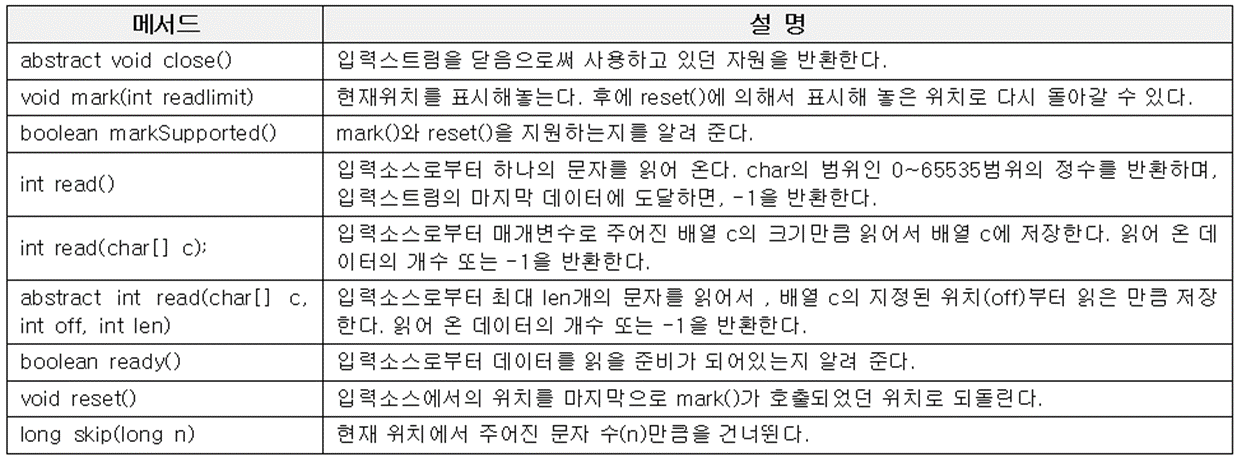 메서드 설 명
abstract void close() 입력스트림을 닫음으로써 사용하고 있던 자원을 반환한다.
void mark(int readlimit) 현재위치를 표시해놓는다. 후에 reset()에 의해서 표시해 놓은 위치로 다시 돌아갈 수 있다.
boolean markSupported() mark()와 reset()을 지원하는지를 알려 준다.
int read() 입력소스로부터 하나의 문자를 읽어 온다. char의 범위인 0~65535범위의 정수를 반환하며,
입력스트림의 마지막 데이터에 도달하면, -1을 반환한다.
int read(char[] c); 입력소스로부터 매개변수로 주어진 배열 c의 크기만큼 읽어서 배열 c에 저장한다. 읽어 온 데
이터의 개수 또는 -1을 반환한다.
abstract int read(char[] c, 입력소스로부터 최대 len개의 문자를 읽어서 , 배열 c의 지정된 위치(off)부터 읽은 만큼 저장
int off, int len) 한다. 읽어 온 데이터의 개수 또는 -1을 반환한다.
boolean ready() 입력소스로부터 데이터를 읽을 준비가 되어있는지 알려 준다.
void reset() 입력소스에서의 위치를 마지막으로 mark()가 호출되었던 위치로 되돌린다.
long skip(long n) 현재 위치에서 주어진 문자 수(n)만큼을 건너뛴다.